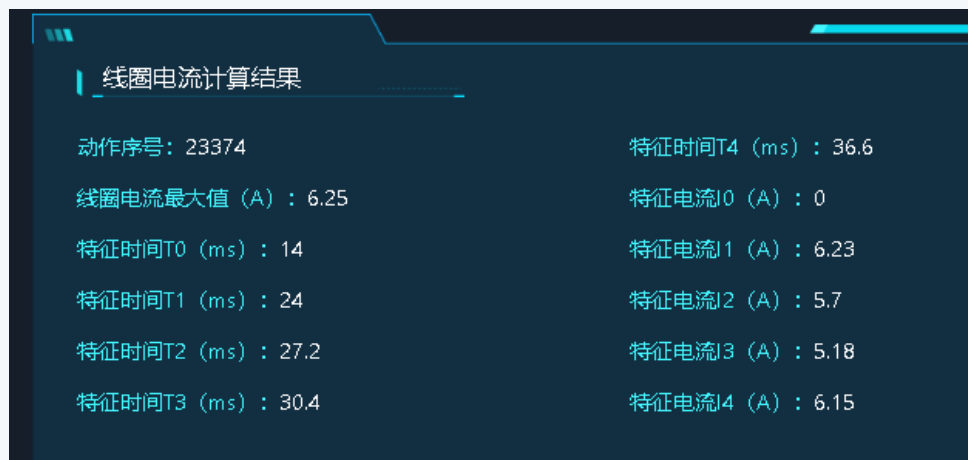 线圈电流计算结果
动作序号：23374
线圈电流最大值（A）：6.25
特征时间T0（ms）：14
特征时间T1（ms）：24
特征时间T2（ms）：27.2
特征时间T3（ms）：30.4
特征时间T4（ms）：36.6
特征电流I0（A）：0
特征电流I1（A）：6.23
特征电流I2（A）：5.7
特征电流I3（A）：5.18
特征电流I4（A）：6.15